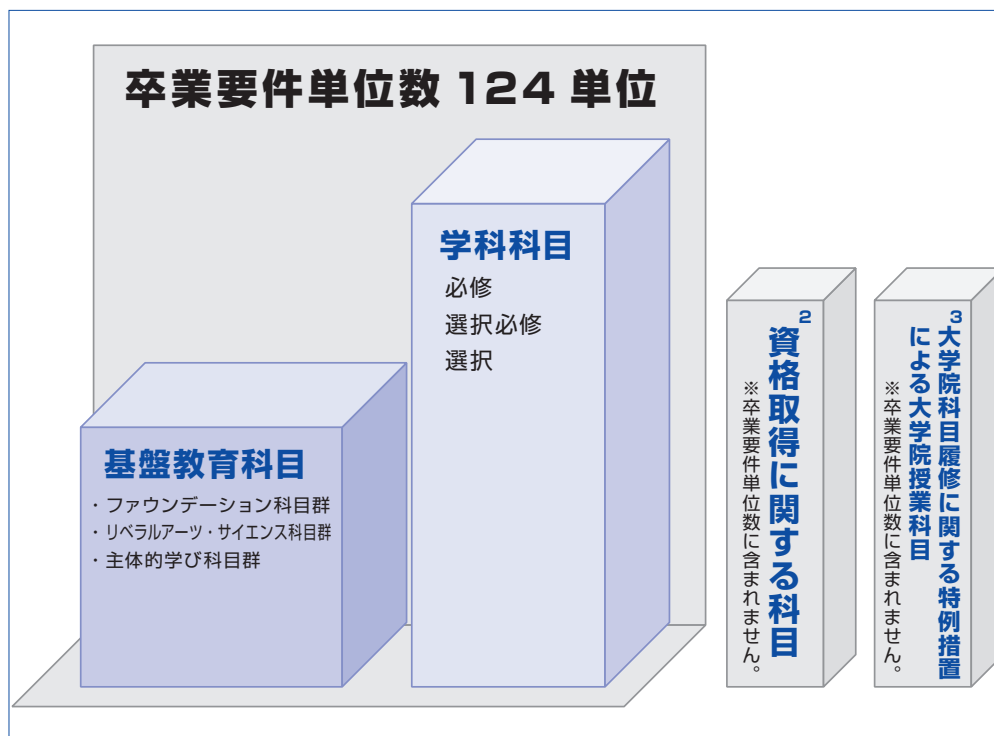 卒業要件単位数 124 単位
学科科目
必修
選択必修
選択
基盤教育科目
・ファウンデーション科目群
・リベラルアーツ・サイエンス科目群
・主体的学び科目群
2
資格取得に関する科目
※卒業要件単位数に含まれません。
3
大学院科目履修に関する特例措置
による大学院授業科目
※卒業要件単位数に含まれません。